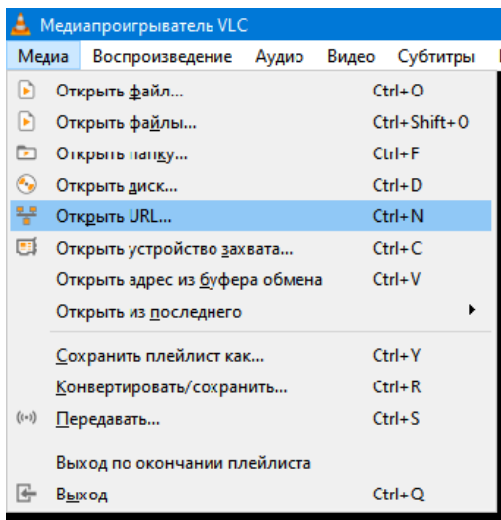 Медиапроигрыватель VLC
Медиа Воспроизведение Аудио Видео Субтитры
Открыть файл... Ctrl+O
Открыть файлы... Ctrl+Shift+O
Открыть папку... Ctrl+F
Открыть диск... Ctrl+D
Открыть URL... Ctrl+N
Открыть устройство захвата... Ctrl+C
Открыть адрес из буфера обмена Ctrl+V
Открыть из последнего
Сохранить плейлист как... Ctrl+Y
Конвертировать/сохранить... Ctrl+R
Передавать... Ctrl+S
Выход по окончании плейлиста
Выход Ctrl+Q